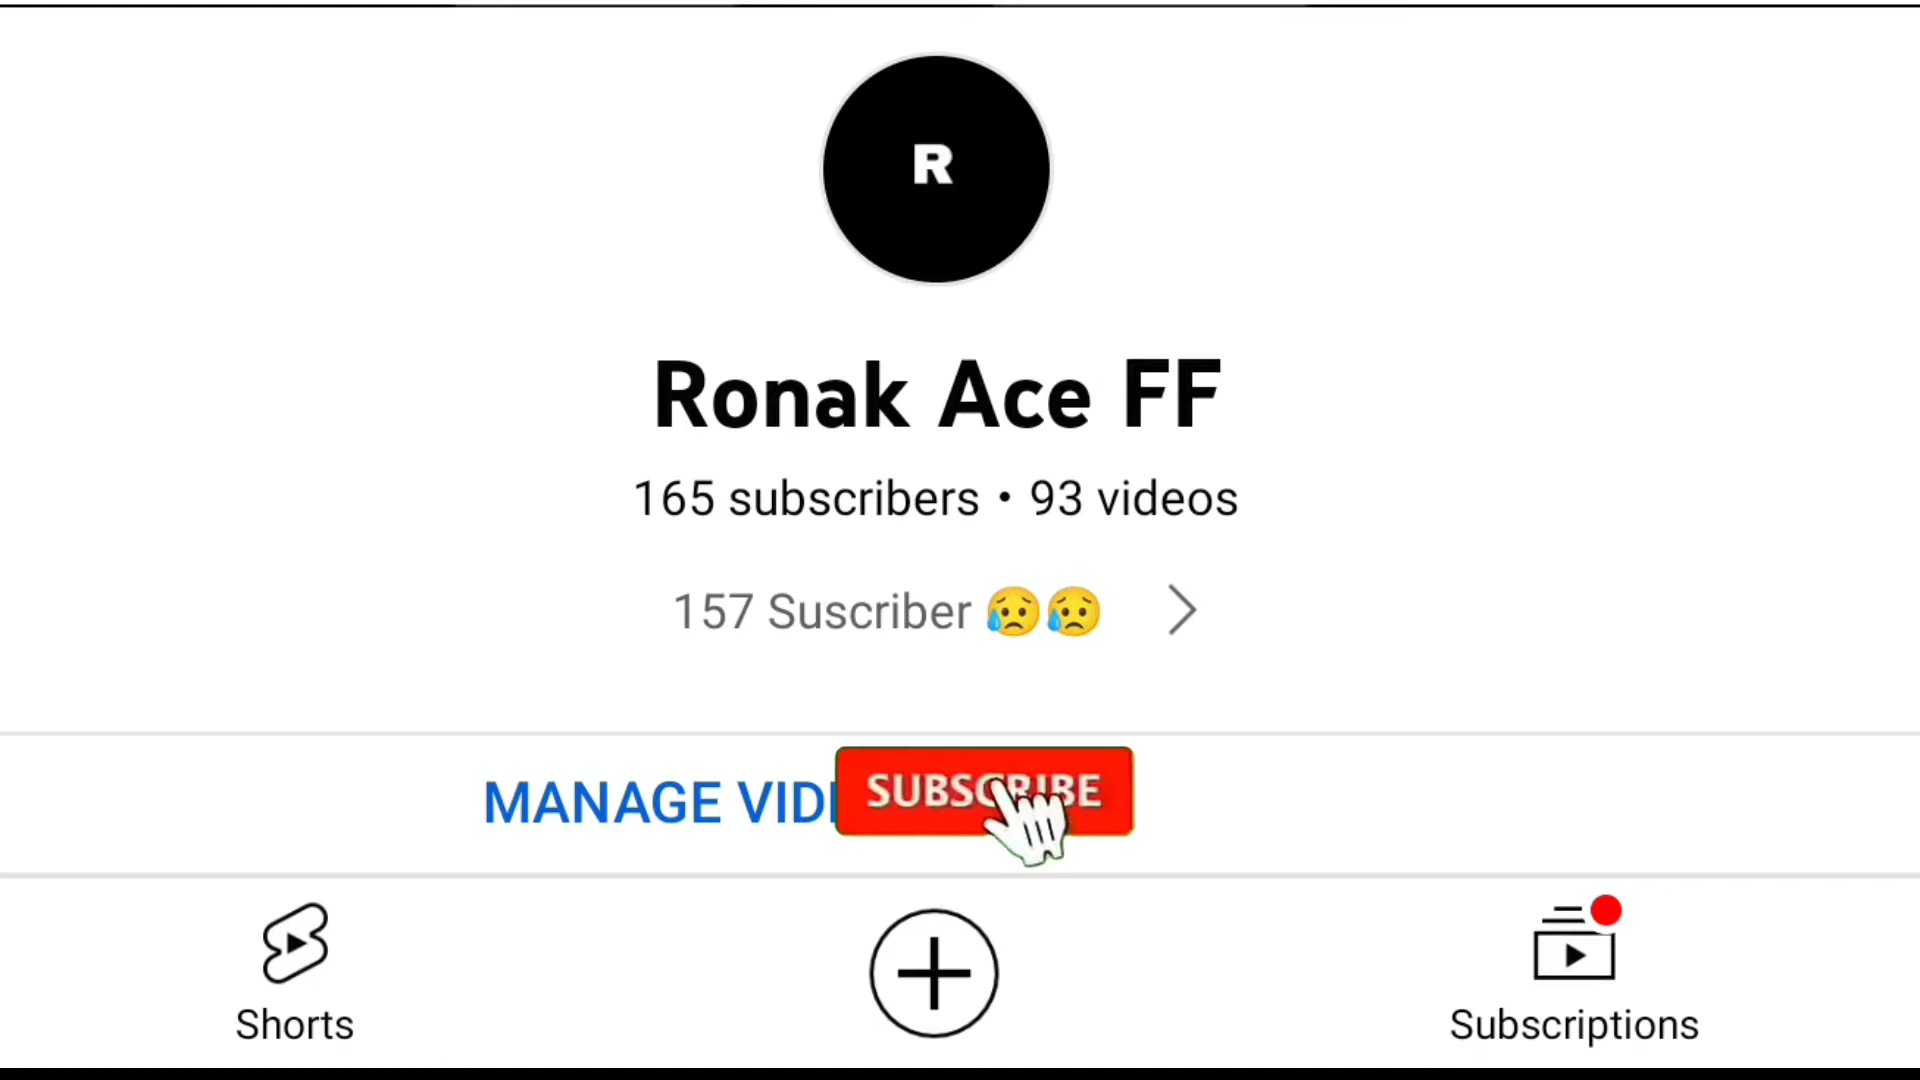 R
Ronak Ace FF
165 subscribers • 93 videos
157 Suscriber 😥😥
MANAGE VID
SUBSCRIBE
Shorts
Subscriptions